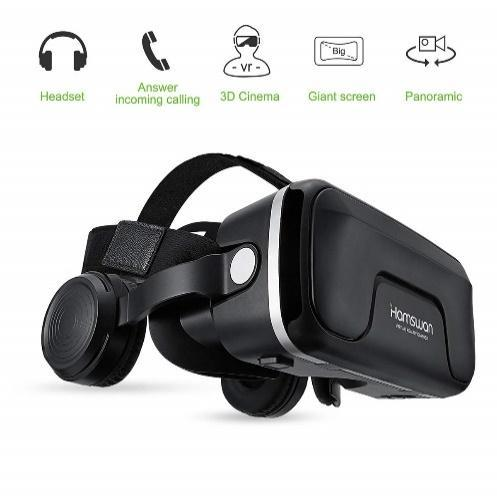 Big
- vr -
Headset
Answer
incoming calling
3D Cinema
Giant screen
Panoramic
Hamswan